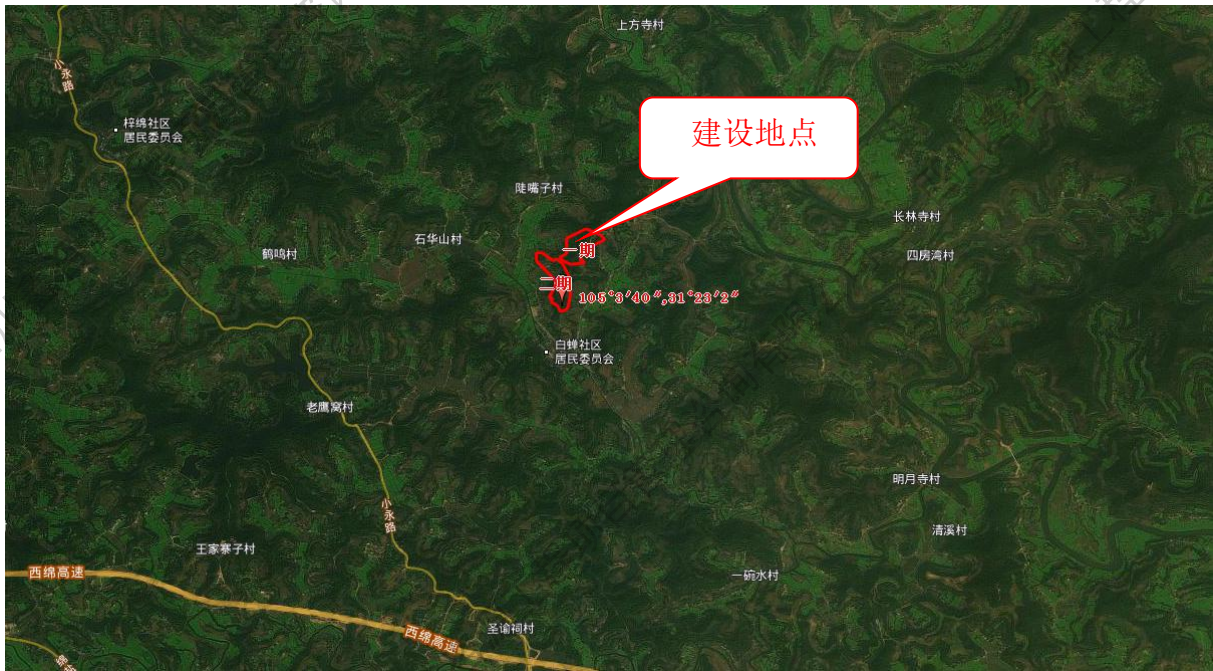 上方寺村
小永路
梓绵社区
居民委员会
建设地点
陡嘴子村
长林寺村
石华山村
鹤鸣村
一期
四房湾村
二期
105°3′40″,31°23′2″
白蝉社区
居民委员会
老鹰窝村
明月寺村
小永路
清溪村
王家寨子村
西绵高速
一碗水村
圣谕祠村
西绵高速
绵